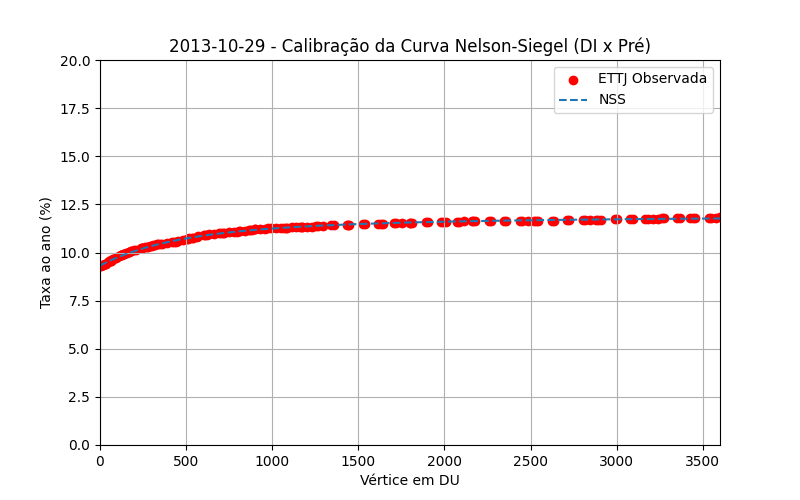 2013-10-29 - Calibração da Curva Nelson-Siegel (DI x Pré)
ETTJ Observada
NSS
Taxa ao ano (%)
20.0
17.5
15.0
12.5
10.0
7.5
5.0
2.5
0.0
0 500 1000 1500 2000 2500 3000 3500
Vértice em DU